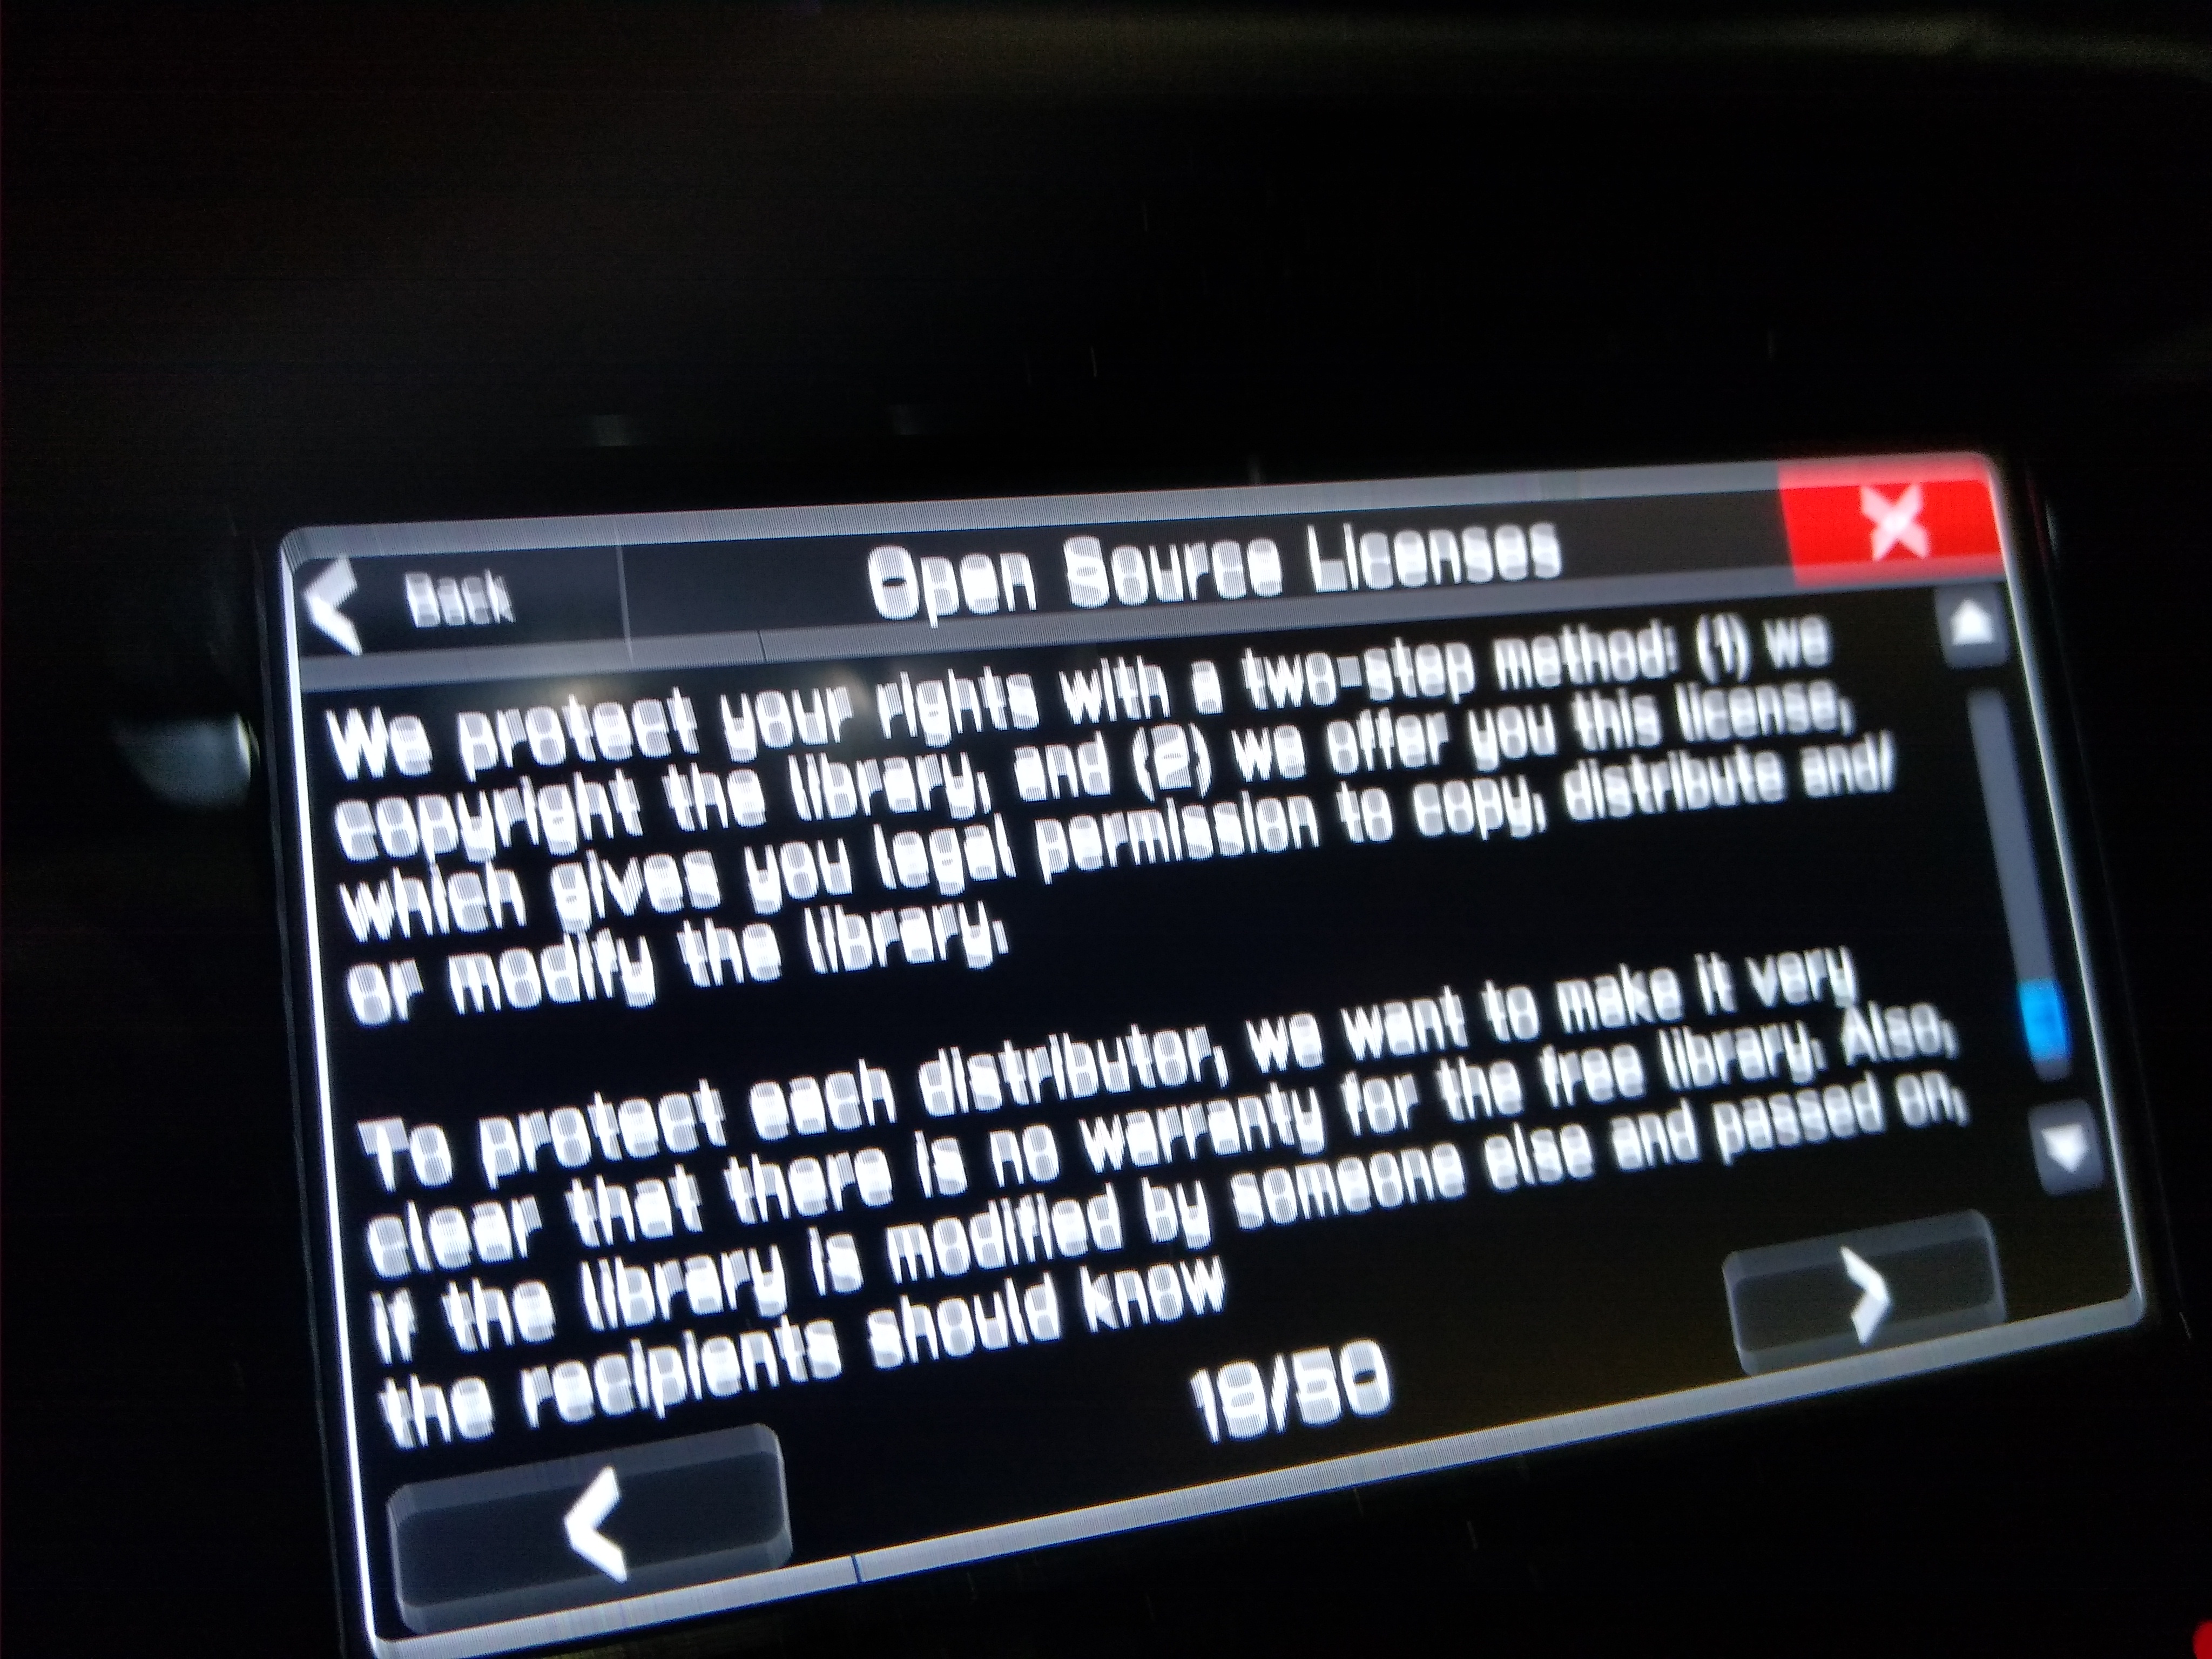 Back
Open Source Licenses
We protect your rights with a two-step method: (1) we
copyright the library, and (2) we offer you this license,
which gives you legal permission to copy, distribute and/
or modify the library.
To protect each distributor, we want to make it very
clear that there is no warranty for the free library. Also,
if the library is modified by someone else and passed on,
the recipients should know
19/50